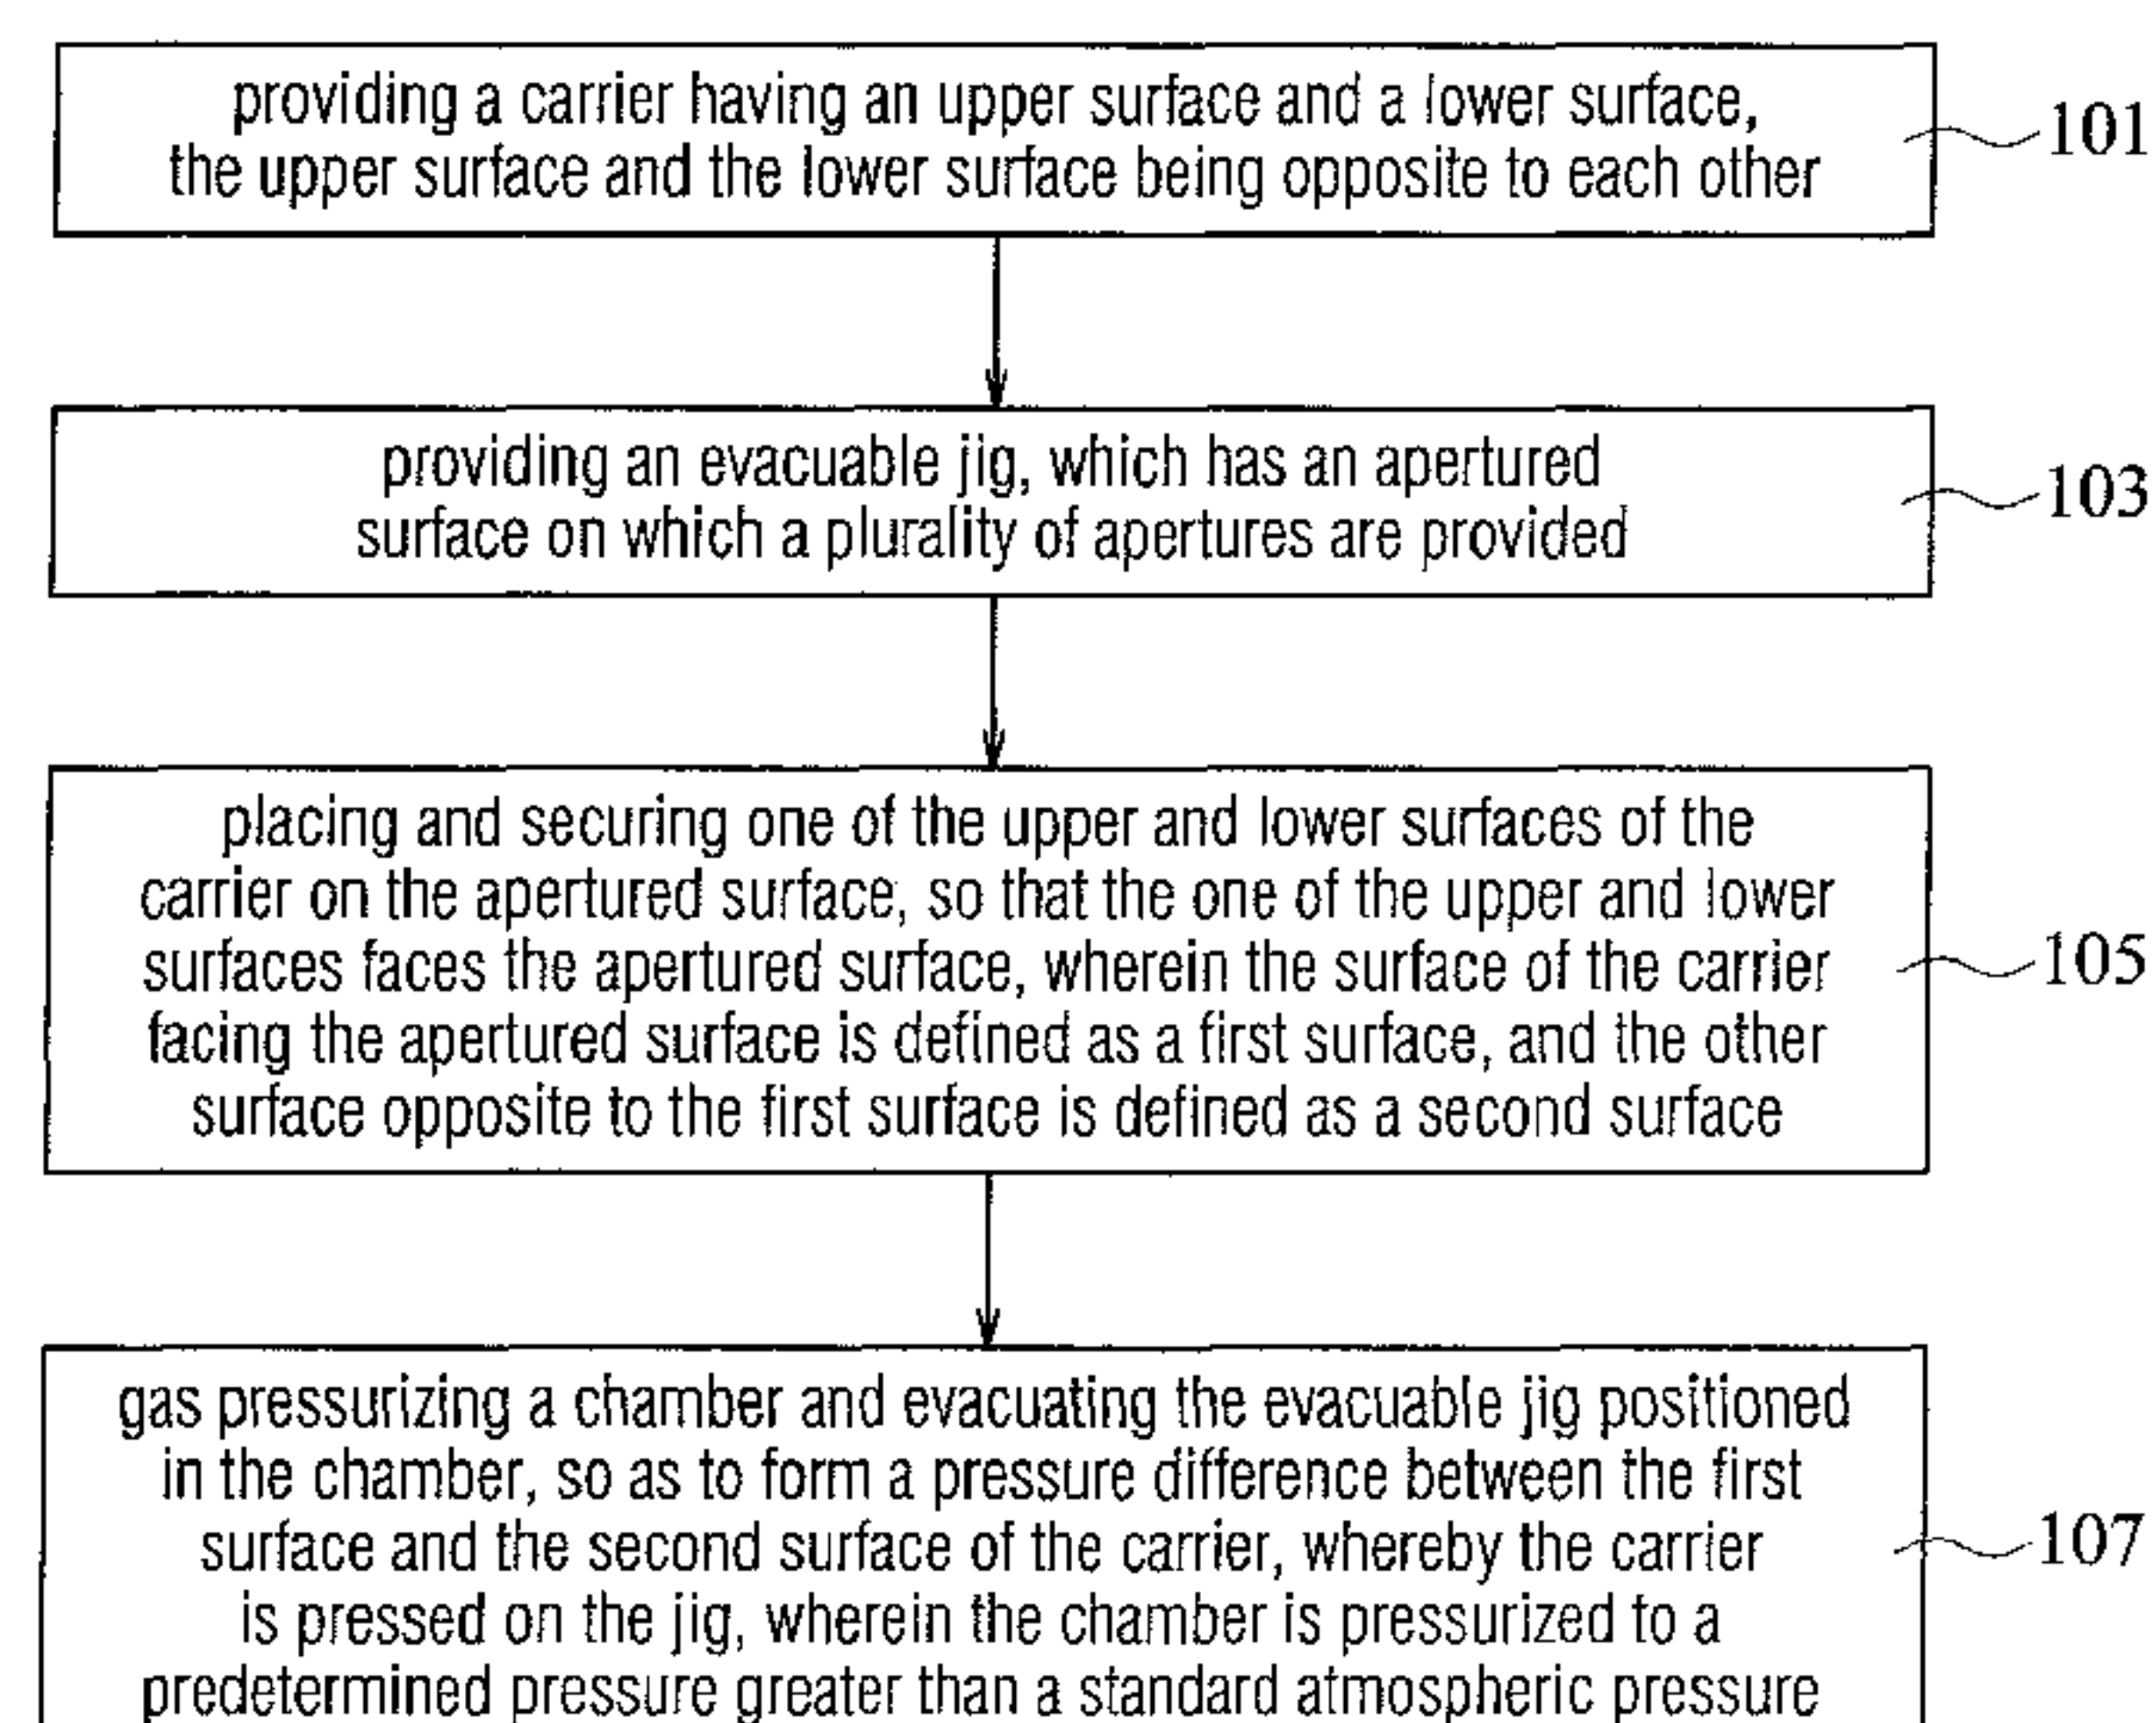 providing a carrier having an upper surface and a lower surface,
the upper surface and the lower surface being opposite to each other
101
providing an evacuable jig, which has an apertured
surface on which a plurality of apertures are provided
103
placing and securing one of the upper and lower surfaces of the
carrier on the apertured surface, so that the one of the upper and lower
surfaces faces the apertured surface, wherein the surface of the carrier
facing the apertured surface is defined as a first surface, and the other
surface opposite to the first surface is defined as a second surface
105
gas pressurizing a chamber and evacuating the evacuable jig positioned
in the chamber, so as to form a pressure difference between the first
surface and the second surface of the carrier, whereby the carrier
is pressed on the jig, wherein the chamber is pressurized to a
predetermined pressure greater than a standard atmospheric pressure
107